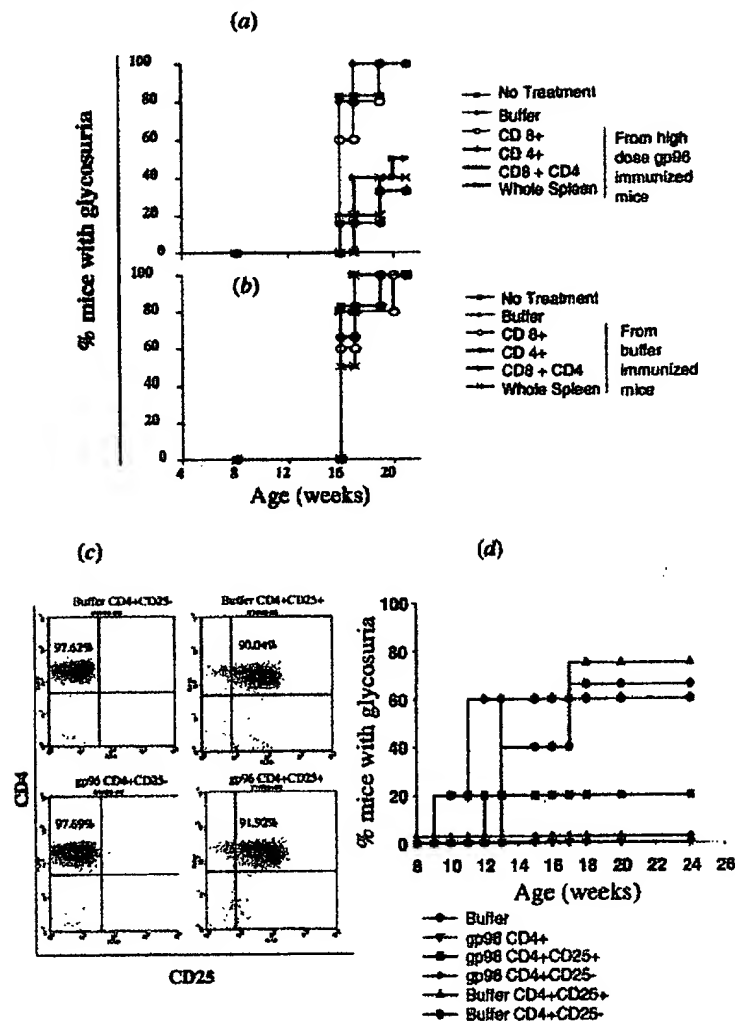 (a)
% mice with glycosuria
100
80
60
40
20
0
No Treatment
Buffer
CD 8+
CD 4+
CD8 + CD4
Whole Spleen
From high
dose gp96
immunized
mice
(b)
100
80
60
40
20
0
4
8
12
16
20
Age (weeks)
No Treatment
Buffer
CD 8+
CD 4+
CD8 + CD4
Whole Spleen
From
buffer
immunized
mice
(c)
Buffer CD4+CD25-
97.62%
Buffer CD4+CD25+
90.04%
gp96 CD4+CD25-
97.69%
gp96 CD4+CD25+
91.92%
CD4
CD25
(d)
% mice with glycosuria
100
80
60
40
20
0
8 10 12 14 16 18 20 22 24 26
Age (weeks)
Buffer
gp96 CD4+
gp96 CD4+CD25+
gp96 CD4+CD25-
Buffer CD4+CD25+
Buffer CD4+CD25-